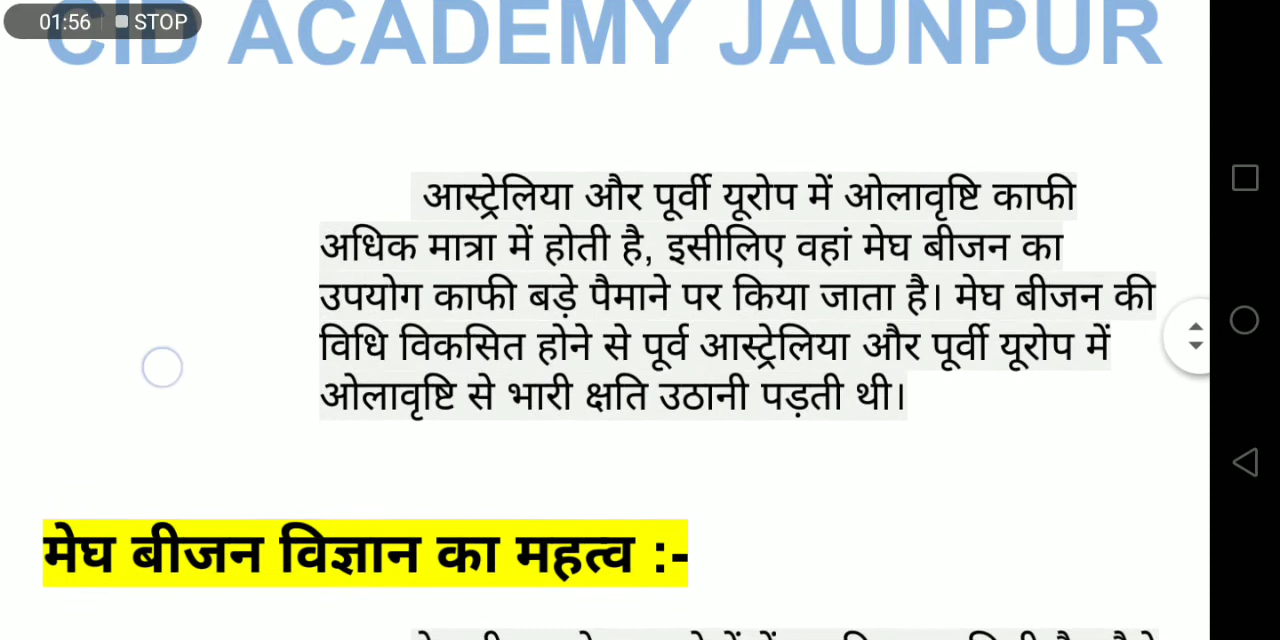 01:56 STOP
CID ACADEMY JAUNPUR
आस्ट्रेलिया और पूर्वी यूरोप में ओलावृष्टि काफी
अधिक मात्रा में होती है, इसीलिए वहां मेघ बीजन का
उपयोग काफी बड़े पैमाने पर किया जाता है। मेघ बीजन की
विधि विकसित होने से पूर्व आस्ट्रेलिया और पूर्वी यूरोप में
ओलावृष्टि से भारी क्षति उठानी पड़ती थी।
मेघ बीजन विज्ञान का महत्व :-